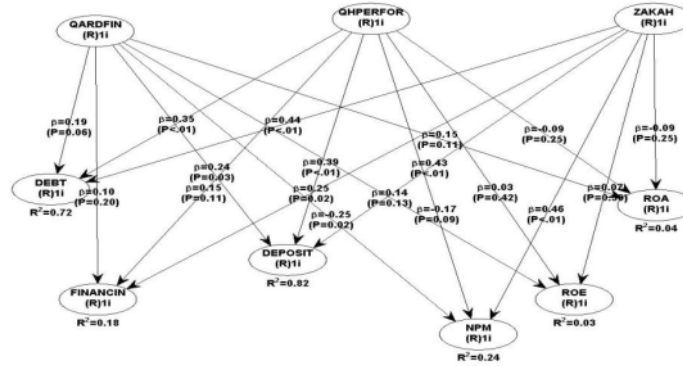 QARDFIN
(R)1i
QHPERFOR
(R)1i
ZAKAH
(R)1i
β=0.19
(P=0.06)
β=0.35
(P<.01)
β=0.44
(P<.01)
β=0.15
(P=0.11)
β=-0.09
(P=0.25)
β=-0.09
(P=0.25)
β=0.24
(P=0.03)
β=0.39
(P<.01)
β=0.43
(P<.01)
DEBT
(R)1i
R²=0.72
β=0.10
(P=0.20)
β=0.15
(P=0.11)
β=0.25
(P=0.02)
β=0.14
(P=0.13)
β=0.03
(P=0.42)
β=0.07
ROA
(R)1i
R²=0.04
β=-0.25
(P=0.02)
β=-0.17
(P=0.09)
β=0.46
(P<.01)
DEPOSIT
(R)1i
R²=0.82
FINANCIN
(R)1i
R²=0.18
ROE
(R)1i
R²=0.03
NPM
(R)1i
R²=0.24